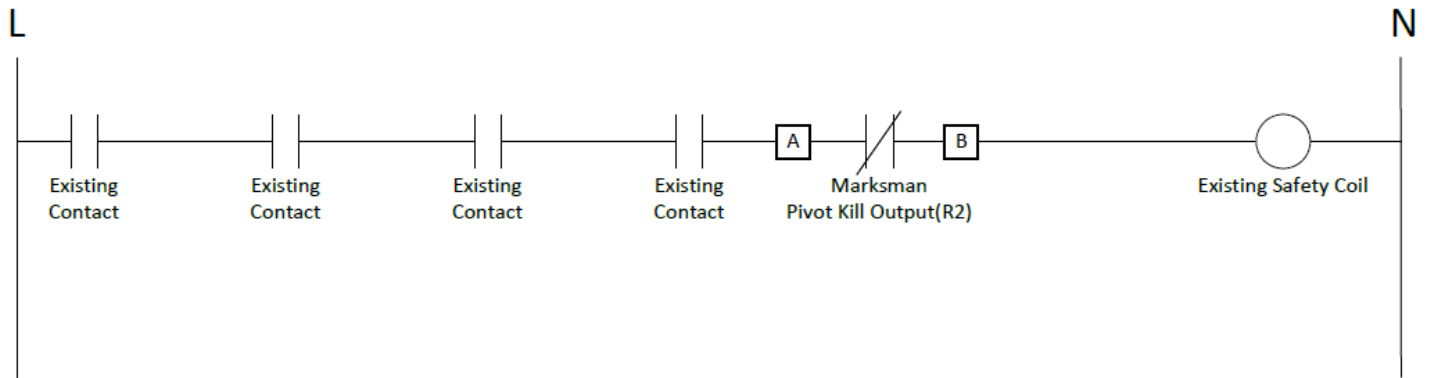 L
N
A
B
Existing
Contact
Existing
Contact
Existing
Contact
Existing
Contact
Marksman
Pivot Kill Output(R2)
Existing Safety Coil